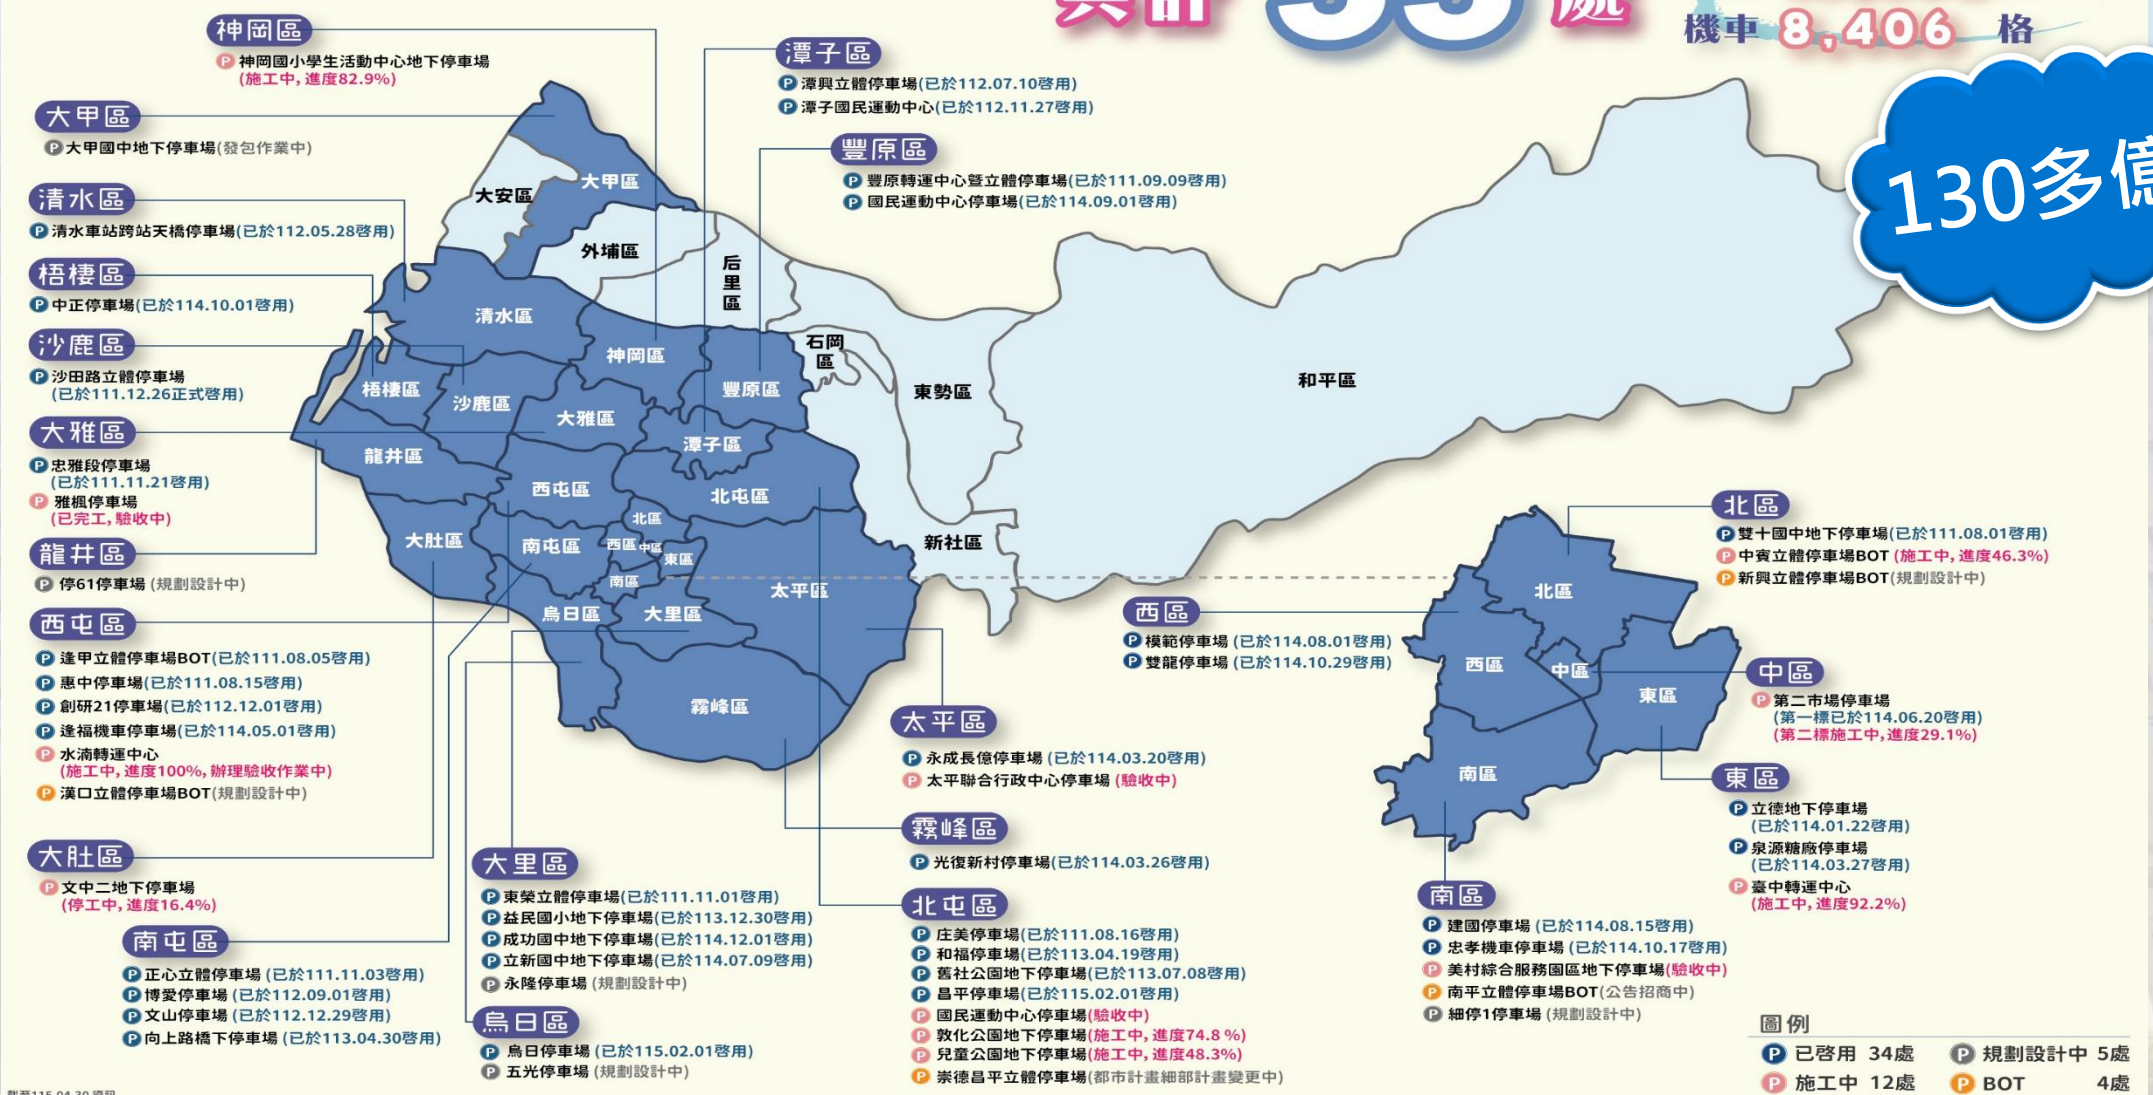 共計 55 處
機車 8,406 格
130多億
神岡區
神岡國小學生活動中心地下停車場
(施工中, 進度82.9%)
大甲區
大甲國中地下停車場(發包作業中)
清水區
清水車站跨站天橋停車場(已於112.05.28啓用)
梧棲區
中正停車場(已於114.10.01啓用)
沙鹿區
沙田路立體停車場
(已於111.12.26正式啓用)
大雅區
忠雅段停車場
(已於111.11.21啓用)
雅楓停車場
(已完工, 驗收中)
龍井區
停61停車場 (規劃設計中)
西屯區
逢甲立體停車場BOT(已於111.08.05啓用)
惠中停車場(已於111.08.15啓用)
創研21停車場(已於112.12.01啓用)
逢福機車停車場(已於114.05.01啓用)
水湳轉運中心
(施工中, 進度100%, 辦理驗收作業中)
漢口立體停車場BOT(規劃設計中)
大肚區
文中二地下停車場
(停工中, 進度16.4%)
南屯區
正心立體停車場 (已於111.11.03啓用)
博愛停車場 (已於112.09.01啓用)
文山停車場 (已於112.12.29啓用)
向上路橋下停車場 (已於113.04.30啓用)
潭子區
潭興立體停車場(已於112.07.10啓用)
潭子國民運動中心(已於112.11.27啓用)
豐原區
豐原轉運中心暨立體停車場(已於111.09.09啓用)
國民運動中心停車場(已於114.09.01啓用)
大甲區
大安區
外埔區
后里區
清水區
神岡區
石岡區
豐原區
東勢區
和平區
梧棲區
沙鹿區
大雅區
潭子區
龍井區
西屯區
北屯區
北區
大肚區
南屯區
西區
中區
東區
新社區
南區
太平區
烏日區
大里區
霧峰區
大里區
東榮立體停車場(已於111.11.01啓用)
益民國小地下停車場(已於113.12.30啓用)
成功國中地下停車場(已於114.12.01啓用)
立新國中地下停車場(已於114.07.09啓用)
永隆停車場 (規劃設計中)
烏日區
烏日停車場 (已於115.02.01啓用)
五光停車場 (規劃設計中)
太平區
永成長億停車場 (已於114.03.20啓用)
太平聯合行政中心停車場 (驗收中)
霧峰區
光復新村停車場(已於114.03.26啓用)
北屯區
庄美停車場(已於111.08.16啓用)
和福停車場(已於113.04.19啓用)
舊社公園地下停車場(已於113.07.08啓用)
昌平停車場(已於115.02.01啓用)
國民運動中心停車場(驗收中)
敦化公園地下停車場(施工中, 進度74.8 %)
兒童公園地下停車場(施工中, 進度48.3%)
崇德昌平立體停車場(都市計畫細部計畫變更中)
西區
模範停車場 (已於114.08.01啓用)
雙龍停車場 (已於114.10.29啓用)
北區
雙十國中地下停車場(已於111.08.01啓用)
中賓立體停車場BOT (施工中, 進度46.3%)
新興立體停車場BOT(規劃設計中)
北區
西區
中區
東區
南區
中區
第二市場停車場
(第一標已於114.06.20啓用)
(第二標施工中, 進度29.1%)
東區
立德地下停車場
(已於114.01.22啓用)
泉源糖廠停車場
(已於114.03.27啓用)
臺中轉運中心
(施工中, 進度92.2%)
南區
建國停車場 (已於114.08.15啓用)
忠孝機車停車場 (已於114.10.17啓用)
美村綜合服務園區地下停車場(驗收中)
南平立體停車場BOT(公告招商中)
細停1停車場 (規劃設計中)
圖例
已啓用 34處
規劃設計中 5處
施工中 12處
BOT 4處
截至115.04.30 資訊